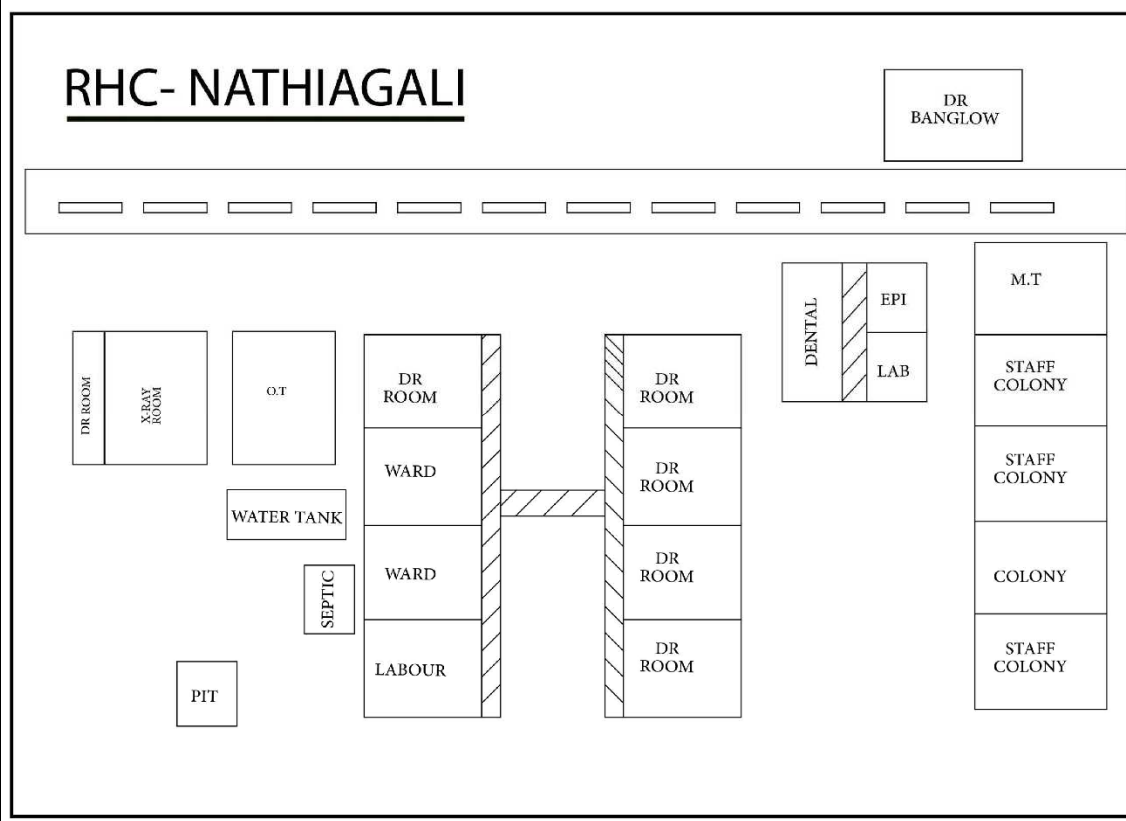 RHC- NATHIAGALI
DR
BANGLOW
M.T
DENTAL
EPI
LAB
DR ROOM
X-RAY
ROOM
O.T
DR
ROOM
DR
ROOM
STAFF
COLONY
WARD
DR
ROOM
STAFF
COLONY
WATER TANK
WARD
DR
ROOM
COLONY
SEPTIC
LABOUR
DR
ROOM
STAFF
COLONY
PIT